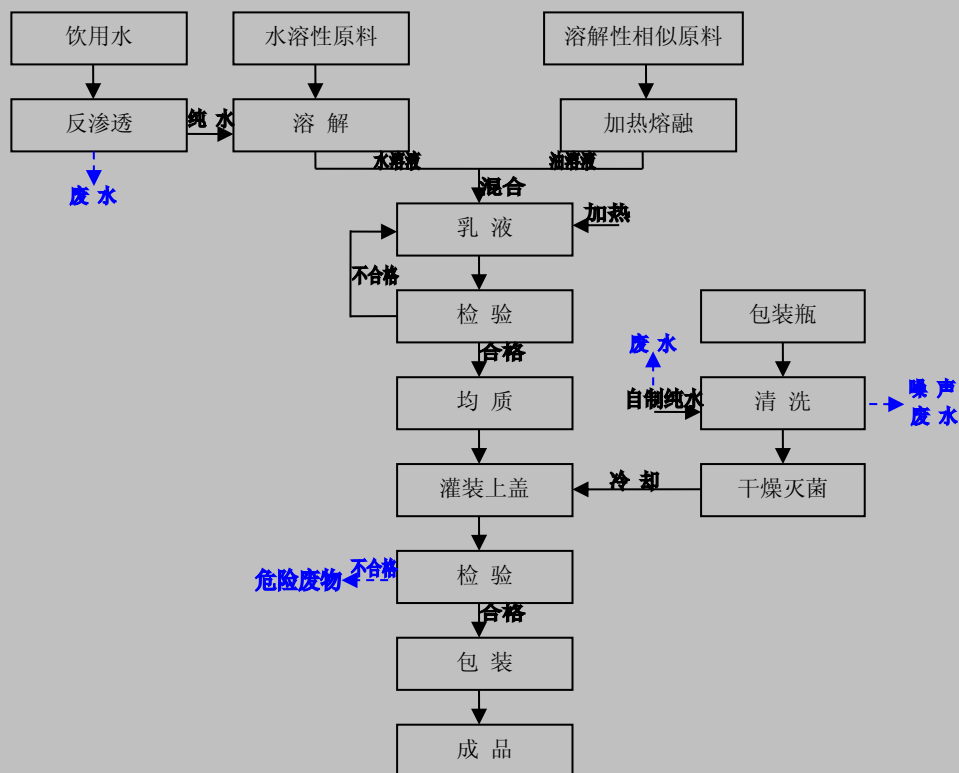 饮用水
水溶性原料
溶解性相似原料
反渗透
纯 水
溶 解
加热熔融
水溶液
油溶液
废 水
混合
乳 液
加热
不合格
检 验
包装瓶
合格
废 水
均 质
自制纯水
清 洗
噪 声
废 水
灌装上盖
冷 却
干燥灭菌
危险废物
不合格
检 验
合格
包 装
成 品